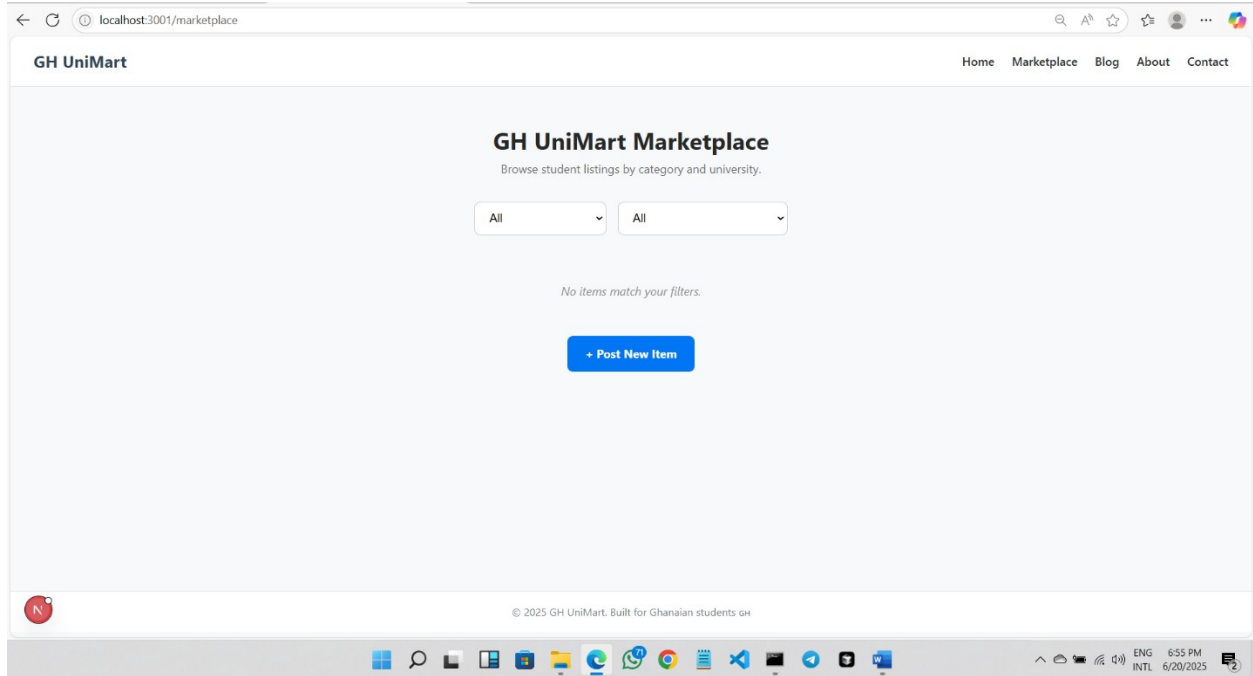 localhost:3001/marketplace
GH UniMart
Home Marketplace Blog About Contact
GH UniMart Marketplace
Browse student listings by category and university.
All All
No items match your filters.
+ Post New Item
N
© 2025 GH UniMart. Built for Ghanaian students GH
71
ENG 6:55 PM
INTL 6/20/2025
2